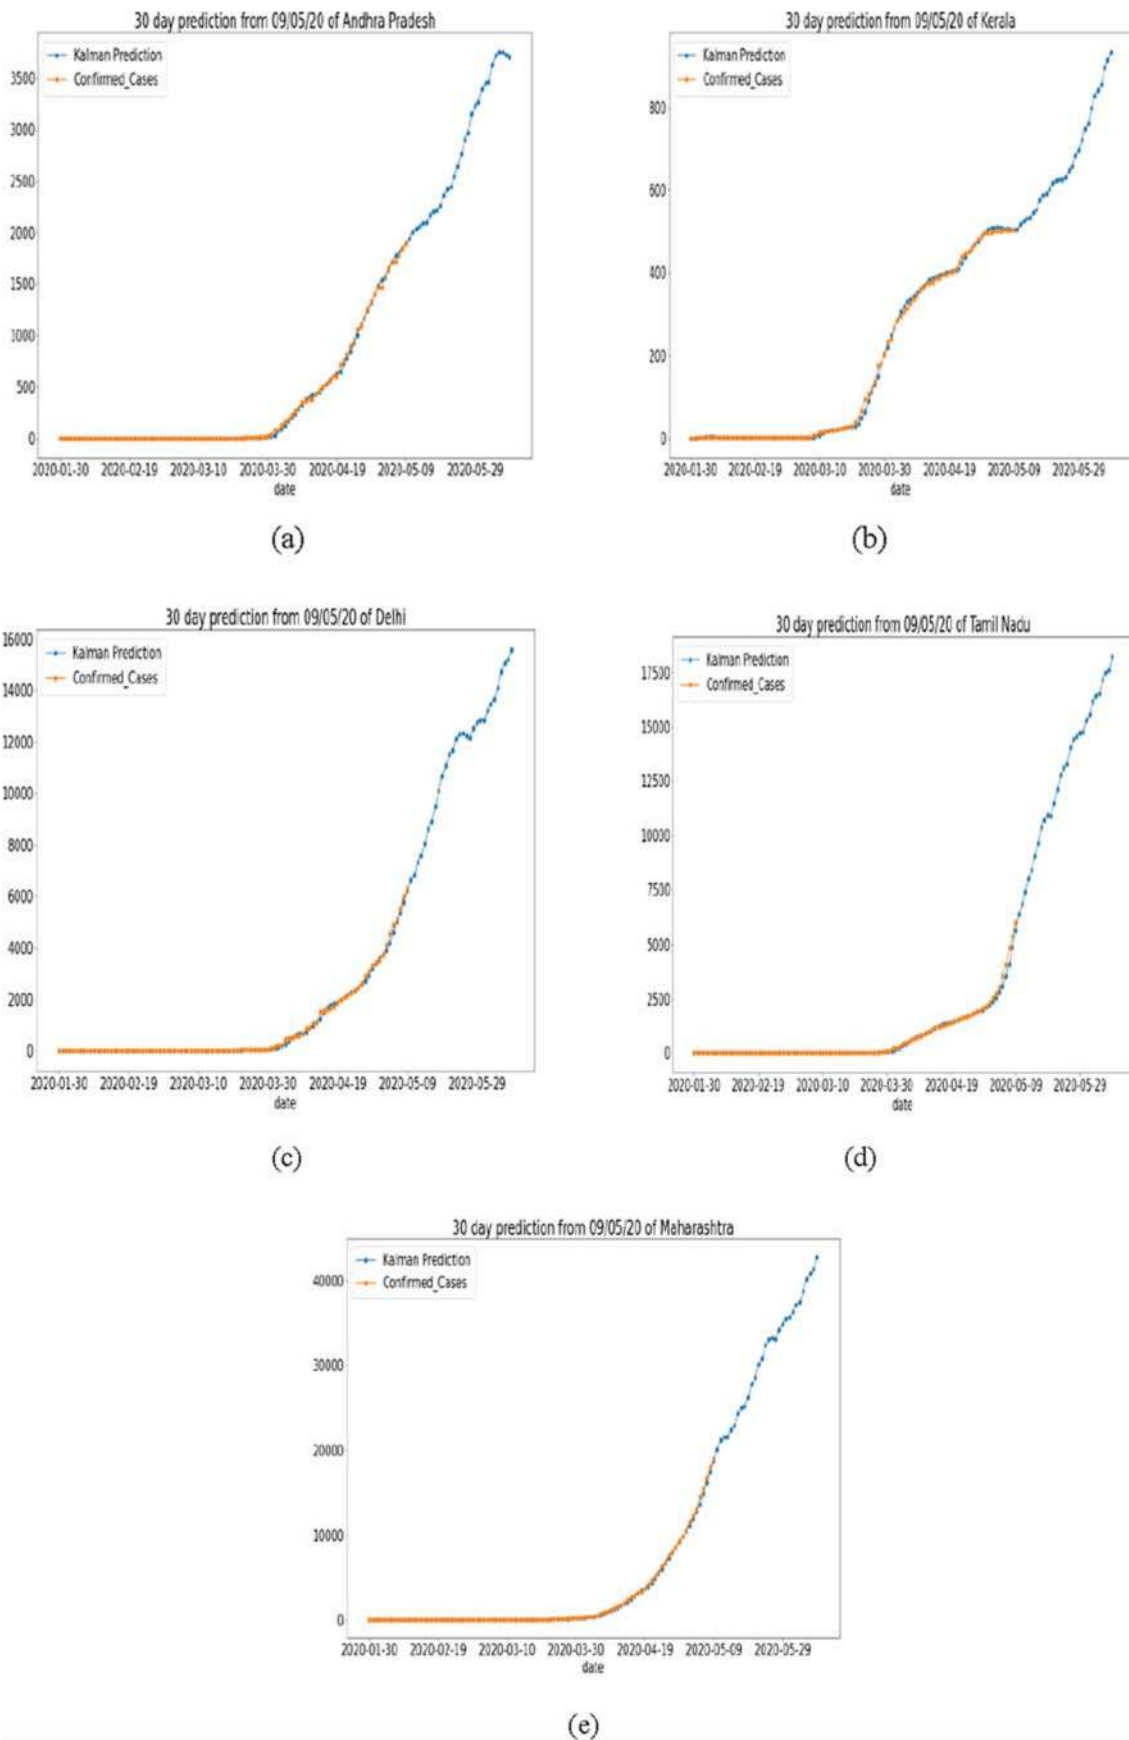 30 day prediction from 09/05/20 of Andhra Pradesh
Kalman Prediction
Confirmed_Cases
3500
3000
2500
2000
1500
1000
500
0
2020-01-30 2020-02-19 2020-03-10 2020-03-30 2020-04-19 2020-05-09 2020-05-29
date
(a)
30 day prediction from 09/05/20 of Kerala
Kalman Prediction
Confirmed_Cases
800
600
400
200
0
2020-01-30 2020-02-19 2020-03-10 2020-03-30 2020-04-19 2020-05-09 2020-05-29
date
(b)
30 day prediction from 09/05/20 of Delhi
Kalman Prediction
Confirmed_Cases
16000
14000
12000
10000
8000
6000
4000
2000
0
2020-01-30 2020-02-19 2020-03-10 2020-03-30 2020-04-19 2020-05-09 2020-05-29
date
(c)
30 day prediction from 09/05/20 of Tamil Nadu
Kalman Prediction
Confirmed_Cases
17500
15000
12500
10000
7500
5000
2500
0
2020-01-30 2020-02-19 2020-03-10 2020-03-30 2020-04-19 2020-05-09 2020-05-29
date
(d)
30 day prediction from 09/05/20 of Maharashtra
Kalman Prediction
Confirmed_Cases
40000
30000
20000
10000
0
2020-01-30 2020-02-19 2020-03-10 2020-03-30 2020-04-19 2020-05-09 2020-05-29
date
(e)